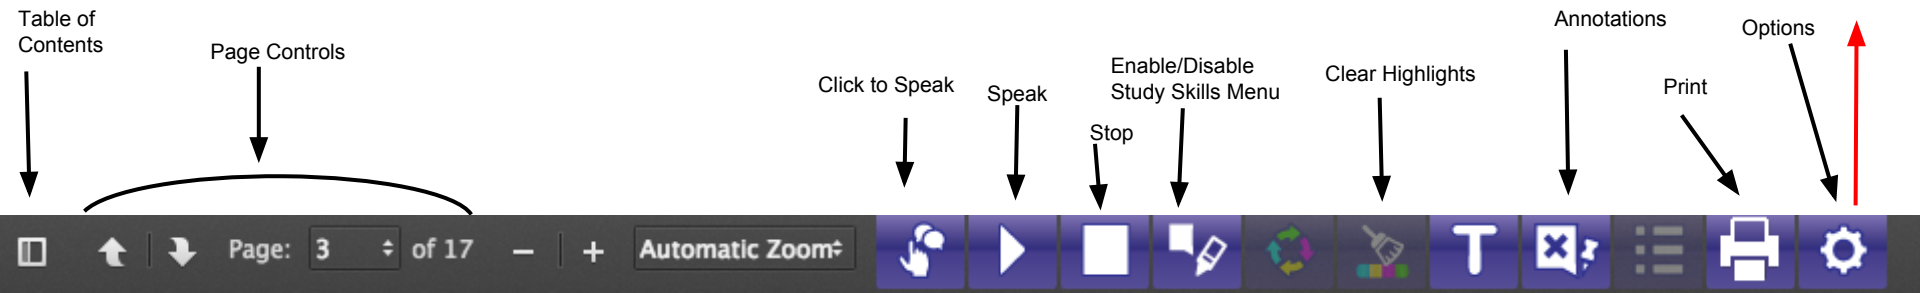 Table of
Contents
Page Controls
Click to Speak
Speak
Stop
Enable/Disable
Study Skills Menu
Clear Highlights
Annotations
Print
Options
Page: 3 of 17
Automatic Zoom
T